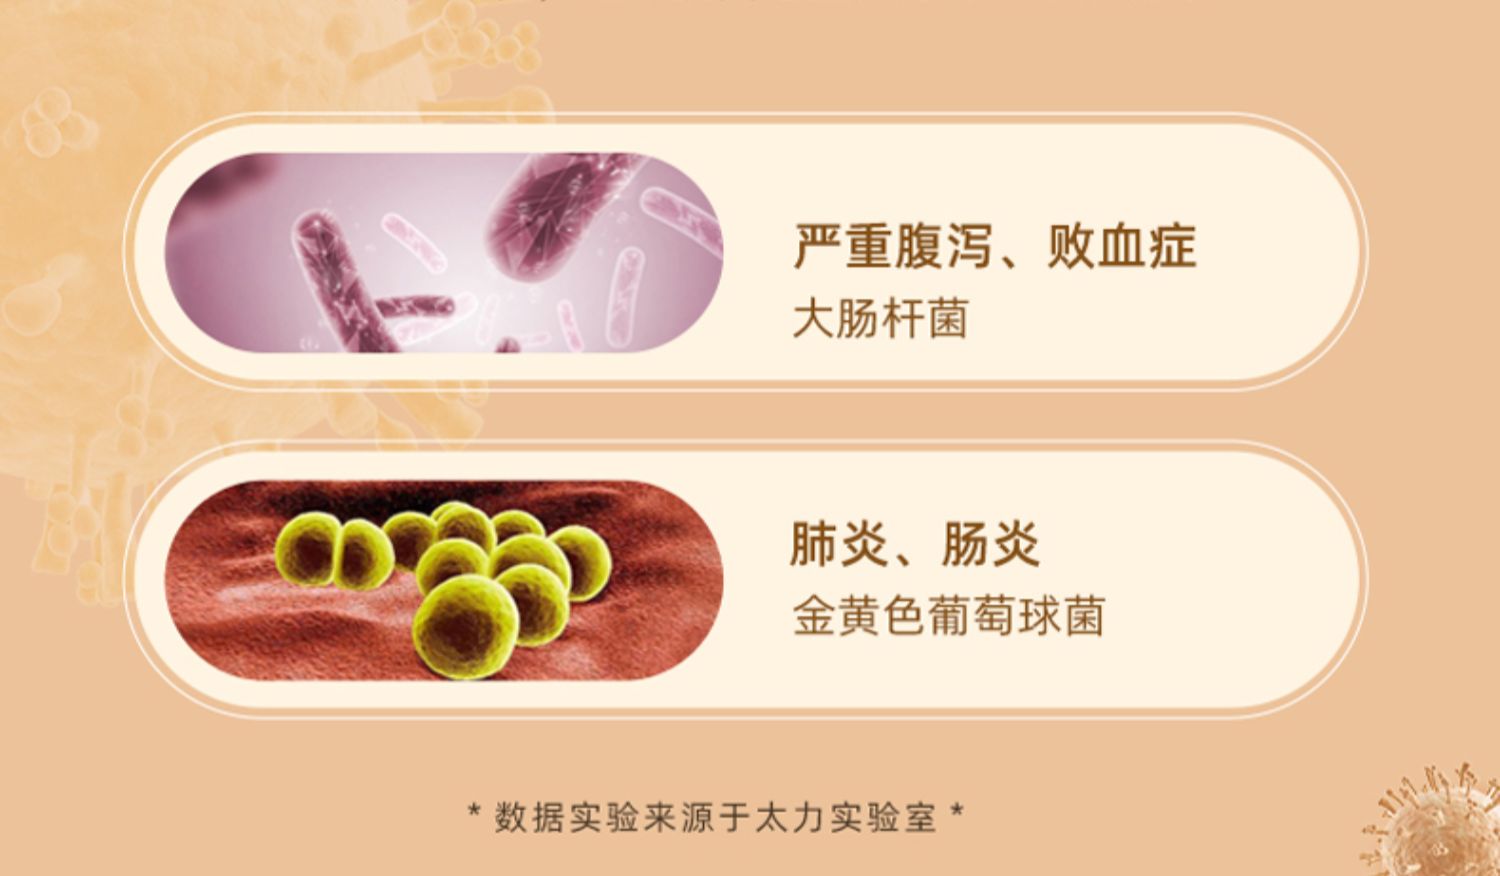 严重腹泻、败血症
大肠杆菌
肺炎、肠炎
金黄色葡萄球菌
* 数据实验来源于太力实验室 *